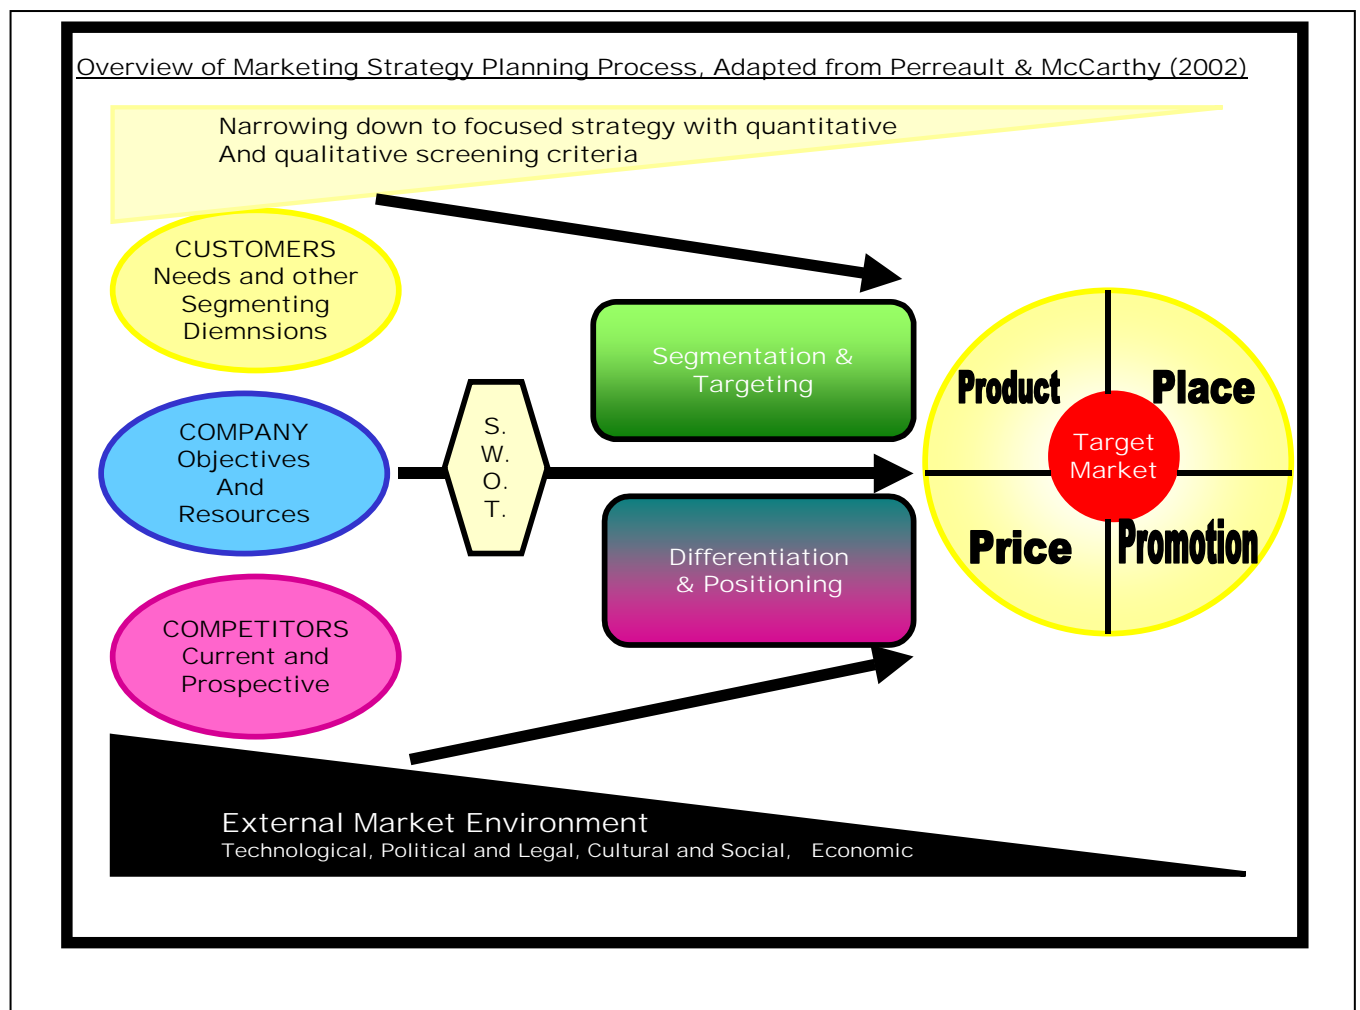 Overview of Marketing Strategy Planning Process, Adapted from Perreault & McCarthy (2002)
Narrowing down to focused strategy with quantitative
And qualitative screening criteria
CUSTOMERS
Needs and other
Segmenting
Diemnsions
COMPANY
Objectives
And
Resources
COMPETITORS
Current and
Prospective
S.
W.
O.
T.
Segmentation &
Targeting
Differentiation
& Positioning
Product
Place
Target
Market
Price
Promotion
External Market Environment
Technological, Political and Legal, Cultural and Social, Economic